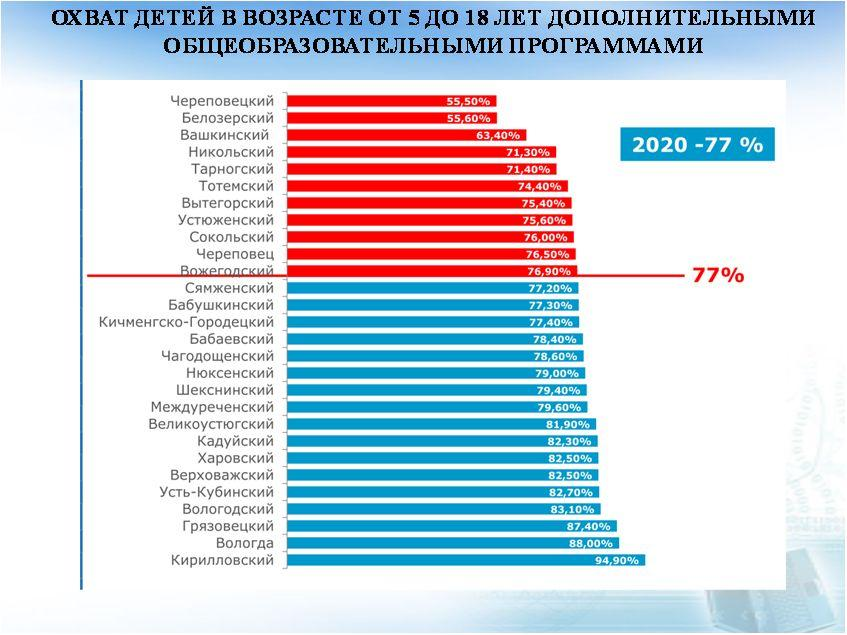 ОХВАТ ДЕТЕЙ В ВОЗРАСТЕ ОТ 5 ДО 18 ЛЕТ ДОПОЛНИТЕЛЬНЫМИ
ОБЩЕОБРАЗОВАТЕЛЬНЫМИ ПРОГРАММАМИ
Череповецкий 55,50%
Белозерский 55,60%
Вашкинский 63,40%
2020 -77 %
Никольский 71,30%
Тарногский 71,40%
Тотемский 74,40%
Вытегорский 75,40%
Устюженский 75,60%
Сокольский 76,00%
Череповец 76,50%
Вожегодский 76,90%
77%
Сямженский 77,20%
Бабушкинский 77,30%
Кичменгско-Городецкий 77,40%
Бабаевский 78,40%
Чагодощенский 78,60%
Нюксенский 79,00%
Шекснинский 79,40%
Междуреченский 79,60%
Великоустюгский 81,90%
Кадуйский 82,30%
Харовский 82,50%
Верховажский 82,50%
Усть-Кубинский 82,70%
Вологодский 83,10%
Грязовецкий 87,40%
Вологда 88,00%
Кирилловский 94,90%